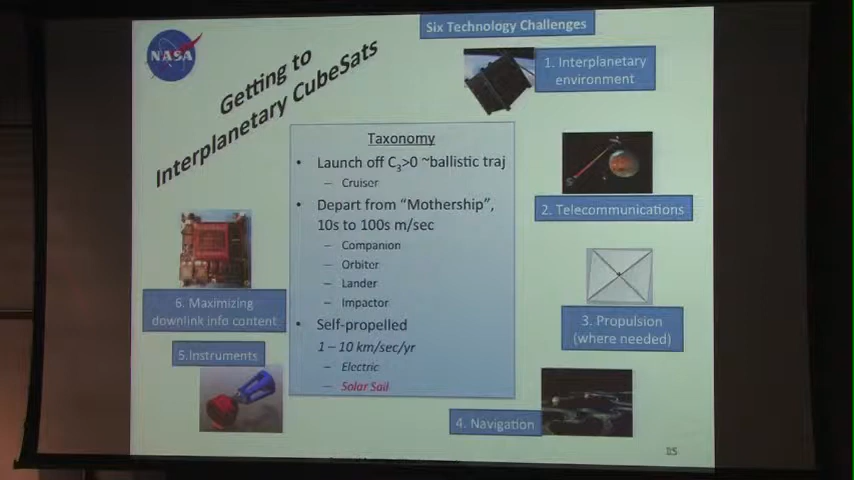 Six Technology Challenges
NASA
Getting to
Interplanetary CubeSats
1. Interplanetary
environment
Taxonomy
• Launch off C3>0 ~ballistic traj
– Cruiser
• Depart from “Mothership”,
10s to 100s m/sec
– Companion
– Orbiter
– Lander
– Impactor
• Self-propelled
1 – 10 km/sec/yr
– Electric
– Solar Sail
2. Telecommunications
3. Propulsion
(where needed)
4. Navigation
5.Instruments
6. Maximizing
downlink info content